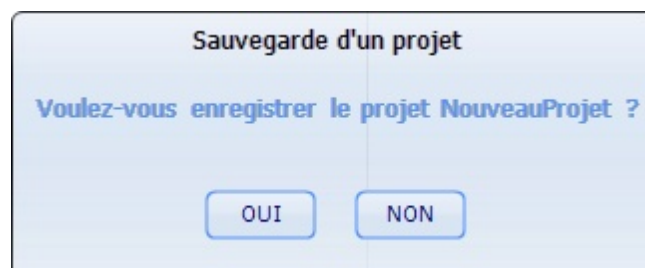 Sauvegarde d'un projet
Voulez-vous enregistrer le projet NouveauProjet ?
OUI NON